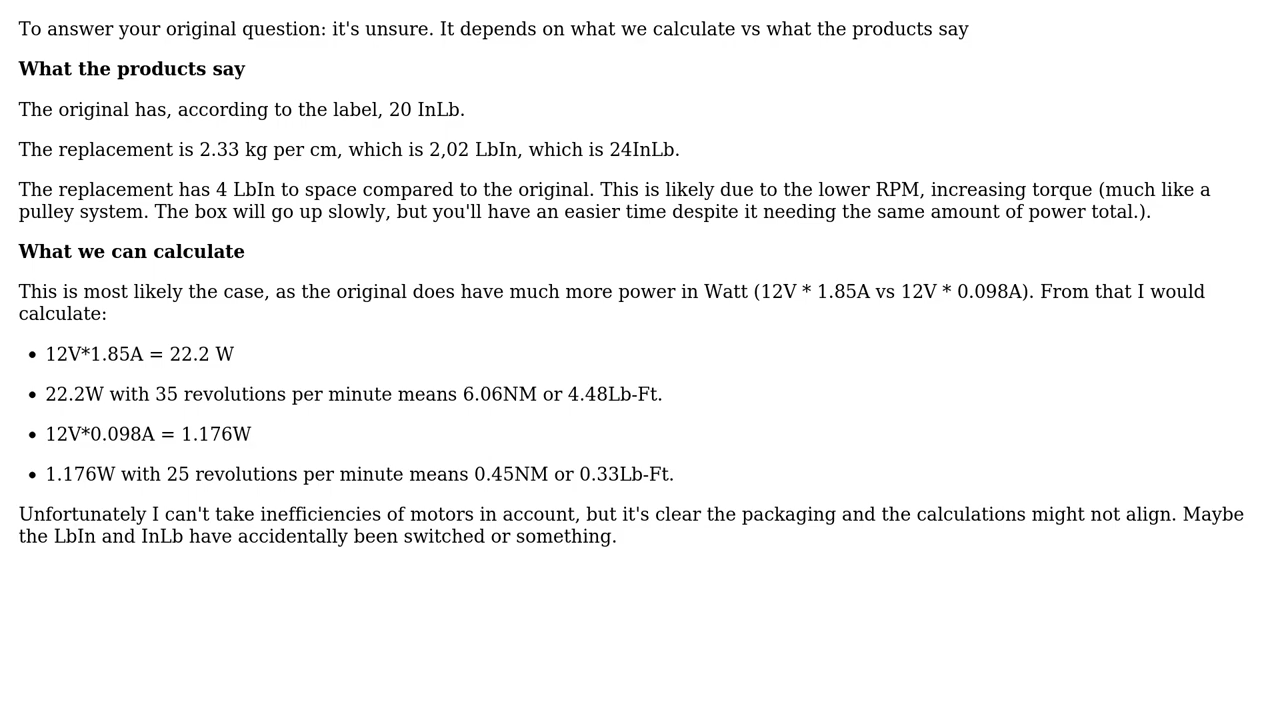 To answer your original question: it's unsure. It depends on what we calculate vs what the products say
What the products say
The original has, according to the label, 20 InLb.
The replacement is 2.33 kg per cm, which is 2,02 LbIn, which is 24InLb.
The replacement has 4 LbIn to space compared to the original. This is likely due to the lower RPM, increasing torque (much like a
pulley system. The box will go up slowly, but you'll have an easier time despite it needing the same amount of power total.).
What we can calculate
This is most likely the case, as the original does have much more power in Watt (12V * 1.85A vs 12V * 0.098A). From that I would
calculate:
• 12V*1.85A = 22.2 W
• 22.2W with 35 revolutions per minute means 6.06NM or 4.48Lb-Ft.
• 12V*0.098A = 1.176W
• 1.176W with 25 revolutions per minute means 0.45NM or 0.33Lb-Ft.
Unfortunately I can't take inefficiencies of motors in account, but it's clear the packaging and the calculations might not align. Maybe
the LbIn and InLb have accidentally been switched or something.